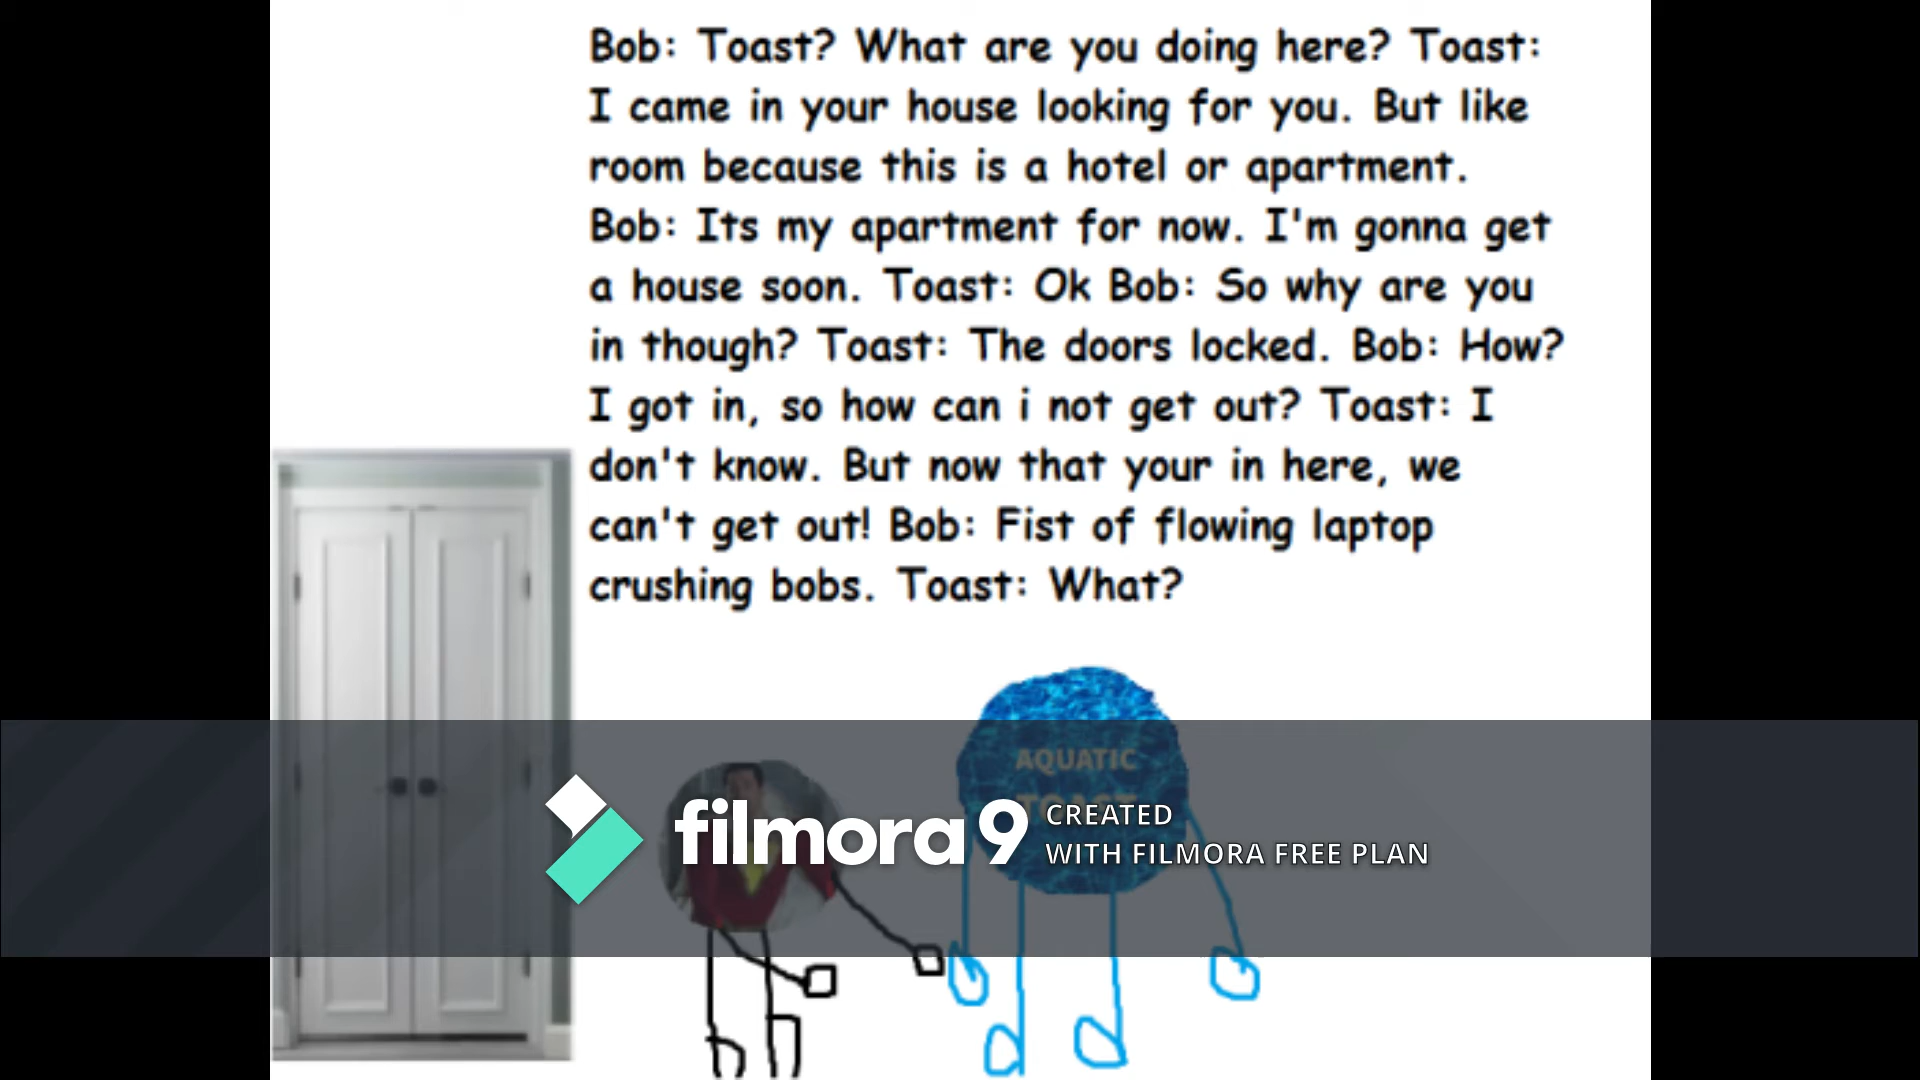 Bob: Toast? What are you doing here? Toast:
I came in your house looking for you. But like
room because this is a hotel or apartment.
Bob: Its my apartment for now. I'm gonna get
a house soon. Toast: Ok Bob: So why are you
in though? Toast: The doors locked. Bob: How?
I got in, so how can i not get out? Toast: I
don't know. But now that your in here, we
can't get out! Bob: Fist of flowing laptop
crushing bobs. Toast: What?
AQUATIC
TOAST
filmora9
CREATED
WITH FILMORA FREE PLAN